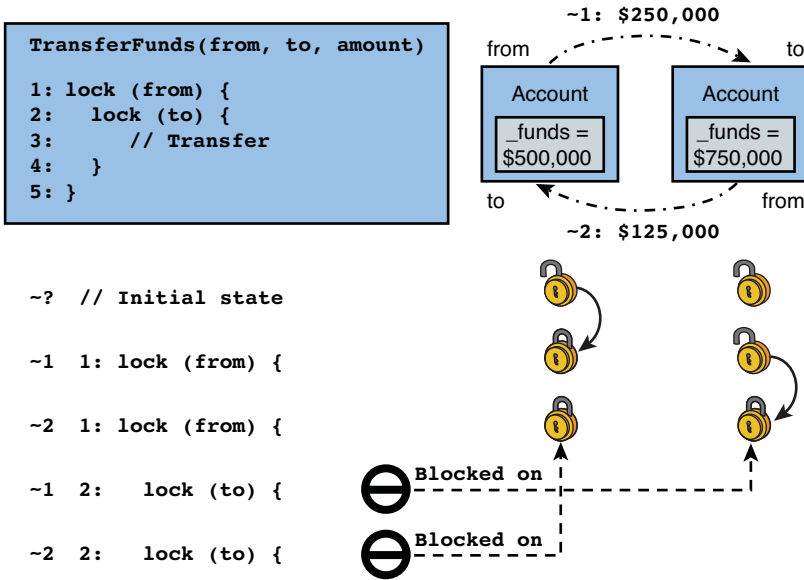 TransferFunds(from, to, amount)
1: lock (from) {
2:   lock (to) {
3:     // Transfer
4:   }
5: }
~1: $250,000
from
to
Account
_funds =
$500,000
Account
_funds =
$750,000
to
from
~2: $125,000
~?  // Initial state
~1  1: lock (from) {
~2  1: lock (from) {
~1  2:   lock (to) {
Blocked on
~2  2:   lock (to) {
Blocked on